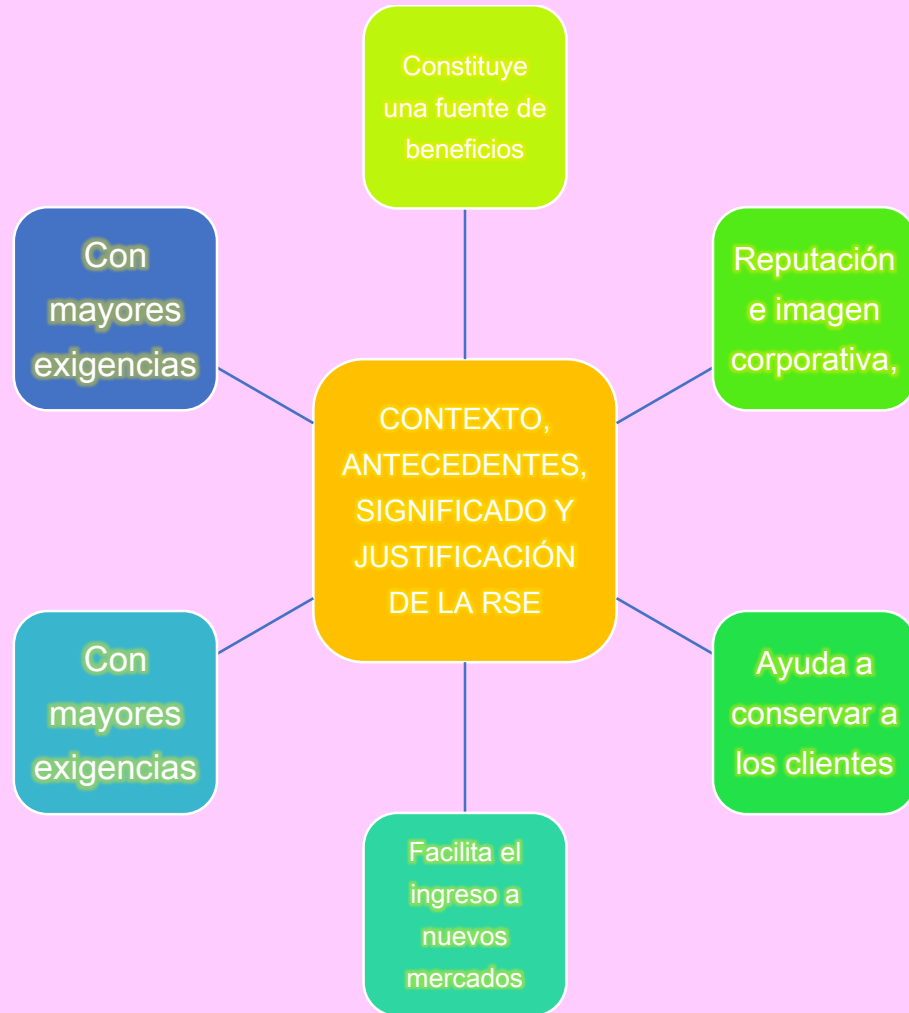 Constituye
una fuente de
beneficios
Con
mayores
exigencias
Reputación
e imagen
corporativa,
CONTEXTO,
ANTECEDENTES,
SIGNIFICADO Y
JUSTIFICACIÓN
DE LA RSE
Con
mayores
exigencias
Ayuda a
conservar a
los clientes
Facilita el
ingreso a
nuevos
mercados